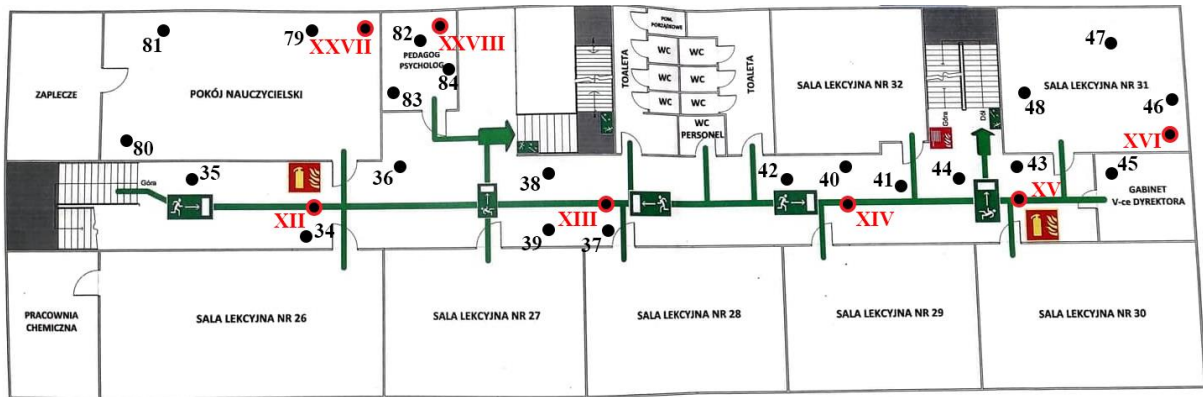 81
79
XXVII
82
XXVIII
PEDAGOG
PSYCHOLOG
84
83
ZAPLECZE
POKÓJ NAUCZYCIELSKI
80
TOALETA
POM.
PORZĄDKOWE
WC
WC
WC
WC
WC
WC
WC
PERSONEL
TOALETA
SALA LEKCYJNA NR 32
Góra
Dół
47
SALA LEKCYJNA NR 31
48
46
XVI
Góra
35
XII
34
36
38
39
XIII
37
42
40
41
XIV
44
43
XV
45
GABINET
V-ce DYREKTORA
PRACOWNIA
CHEMICZNA
SALA LEKCYJNA NR 26
SALA LEKCYJNA NR 27
SALA LEKCYJNA NR 28
SALA LEKCYJNA NR 29
SALA LEKCYJNA NR 30